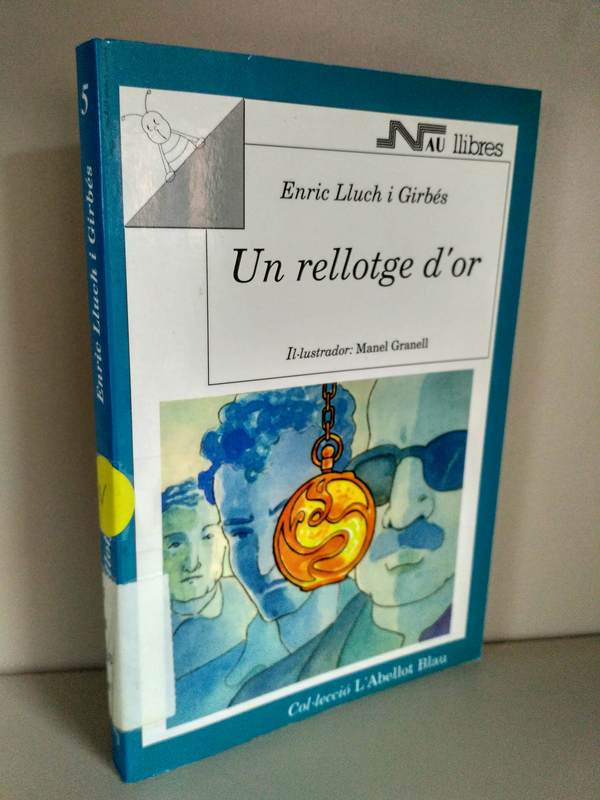 NAU llibres
Enric Lluch i Girbés
Un rellotge d'or
Il·lustrador: Manel Granell
Col·lecció L'Abellot Blau
5
Enric Lluch i Girbés